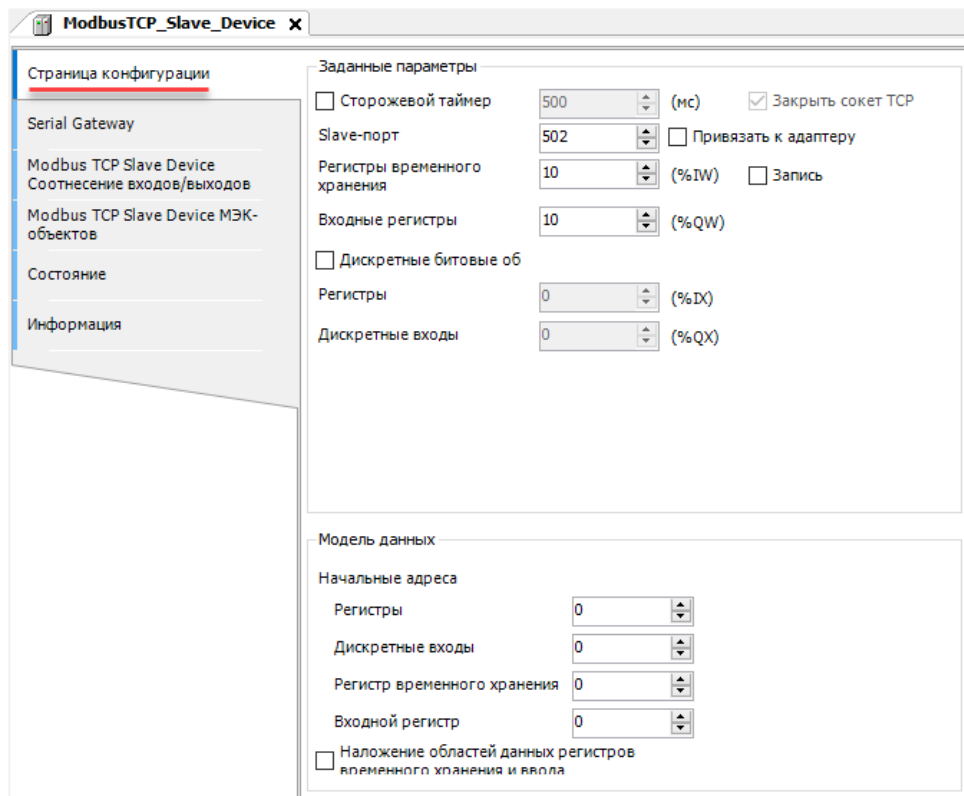 ModbusTCP_Slave_Device X
Страница конфигурации
Serial Gateway
Modbus TCP Slave Device
Соотнесение входов/выходов
Modbus TCP Slave Device МЭК-
объектов
Состояние
Информация
Заданные параметры
Сторожевой таймер 500 (мс) Закрыть сокет TCP
Slave-порт 502 Привязать к адаптеру
Регистры временного
хранения 10 (%IW) Запись
Входные регистры 10 (%QW)
Дискретные битовые об
Регистры 0 (%IX)
Дискретные входы 0 (%QX)
Модель данных
Начальные адреса
Регистры 0
Дискретные входы 0
Регистр временного хранения 0
Входной регистр 0
Наложение областей данных регистров
временного хранения и ввода